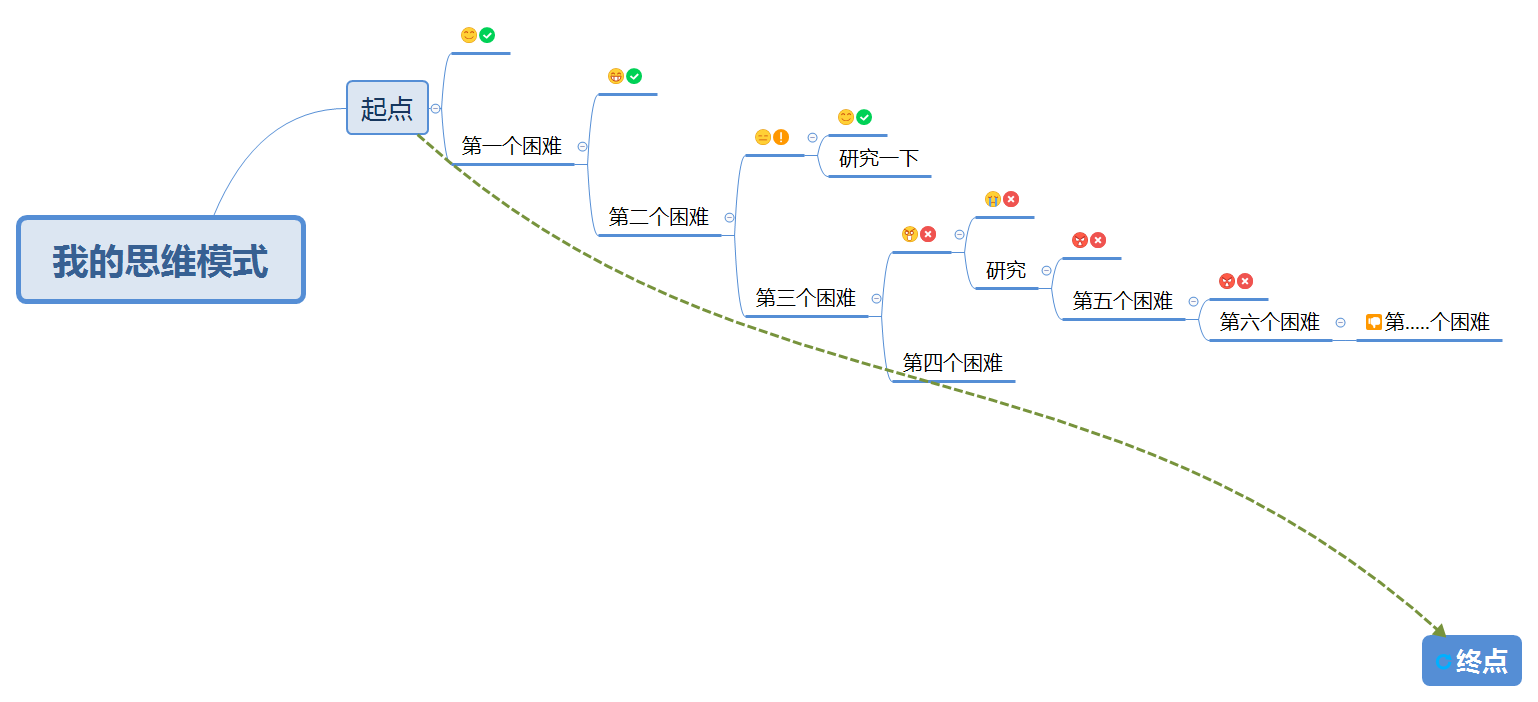 起点
第一个困难
研究一下
第二个困难
我的思维模式
研究
第三个困难
第五个困难
第六个困难
第.....个困难
第四个困难
终点